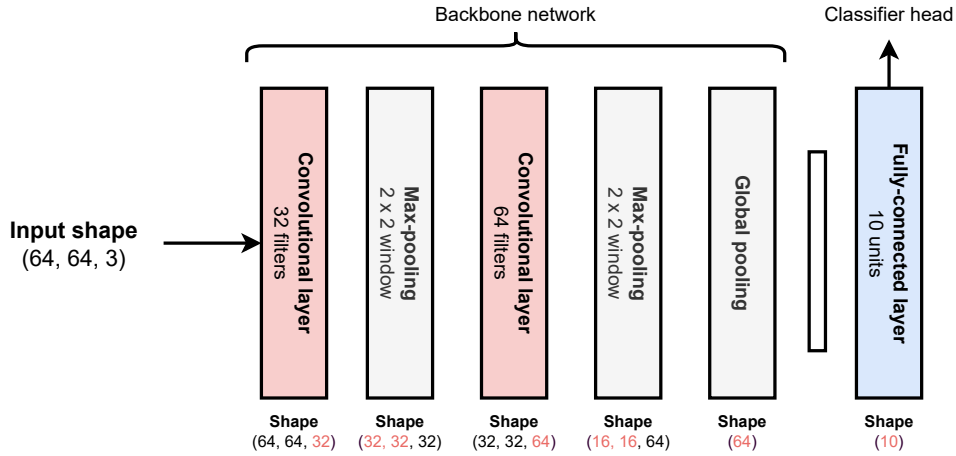 Backbone network
Classifier head
Input shape
(64, 64, 3)
Convolutional layer
32 filters
Max-pooling
2 x 2 window
Convolutional layer
64 filters
Max-pooling
2 x 2 window
Global pooling
Fully-connected layer
10 units
Shape
(64, 64, 32)
Shape
(32, 32, 32)
Shape
(32, 32, 64)
Shape
(16, 16, 64)
Shape
(64)
Shape
(10)